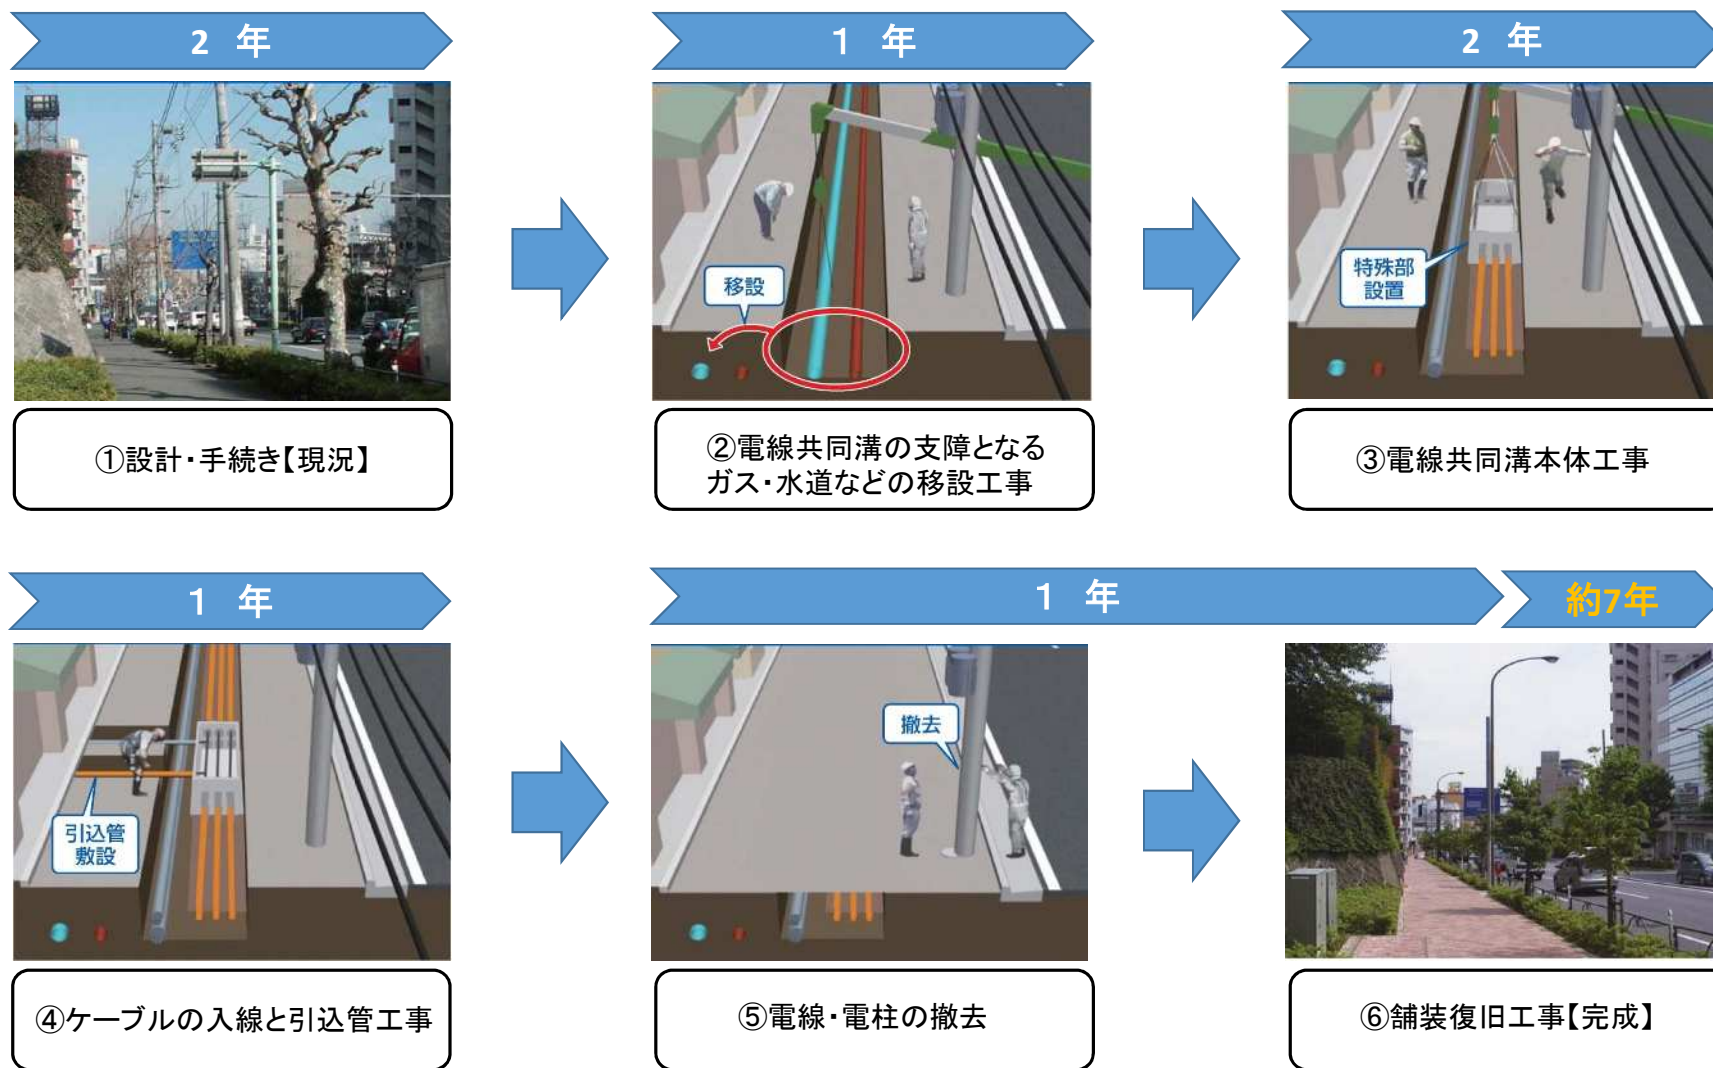 2 年
1 年
2 年
移設
特殊部
設置
①設計・手続き【現況】
②電線共同溝の支障となる
ガス・水道などの移設工事
③電線共同溝本体工事
1 年
1 年
約7年
引込管
敷設
撤去
④ケーブルの入線と引込管工事
⑤電線・電柱の撤去
⑥舗装復旧工事【完成】